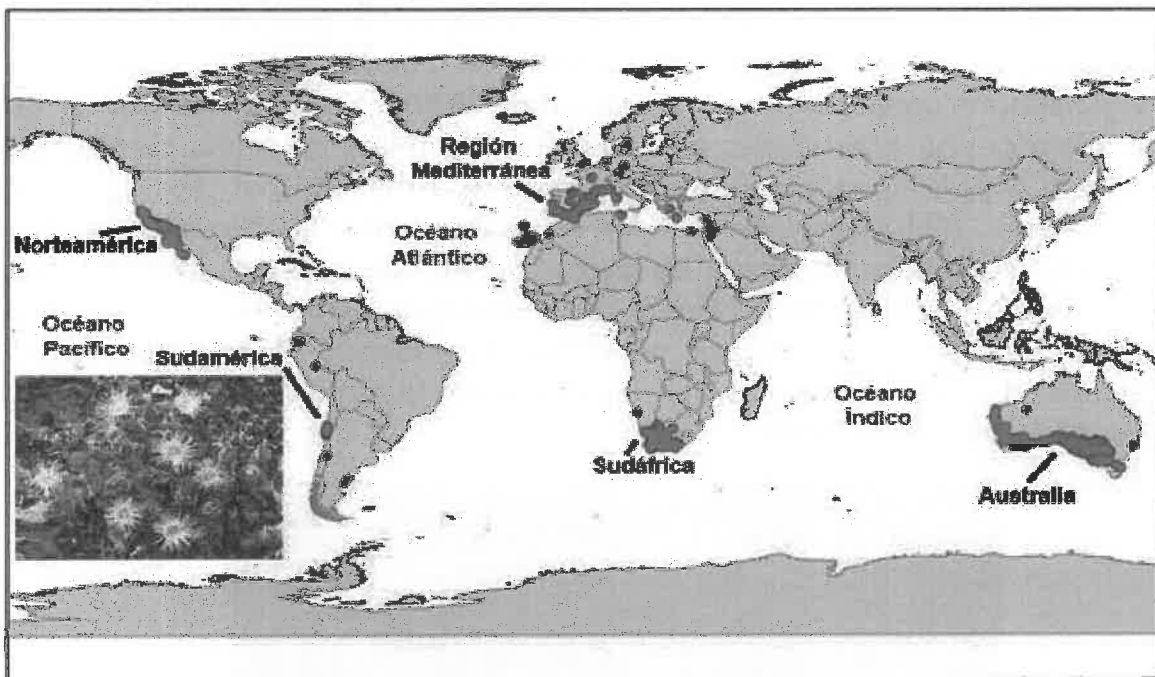 Región
Mediterránea
Norteamérica
Océano
Atlántico
Océano
Pacífico
Sudamérica
Océano
Índico
Sudáfrica
Australia